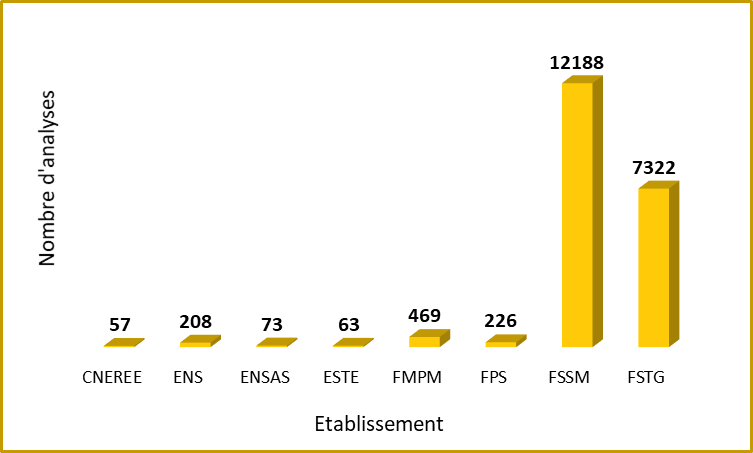 12188
7322
469
208
226
57
73
63
Nombre d'analyses
CNEREE ENS ENSAS ESTE FMPM FPS FSSM FSTG
Etablissement